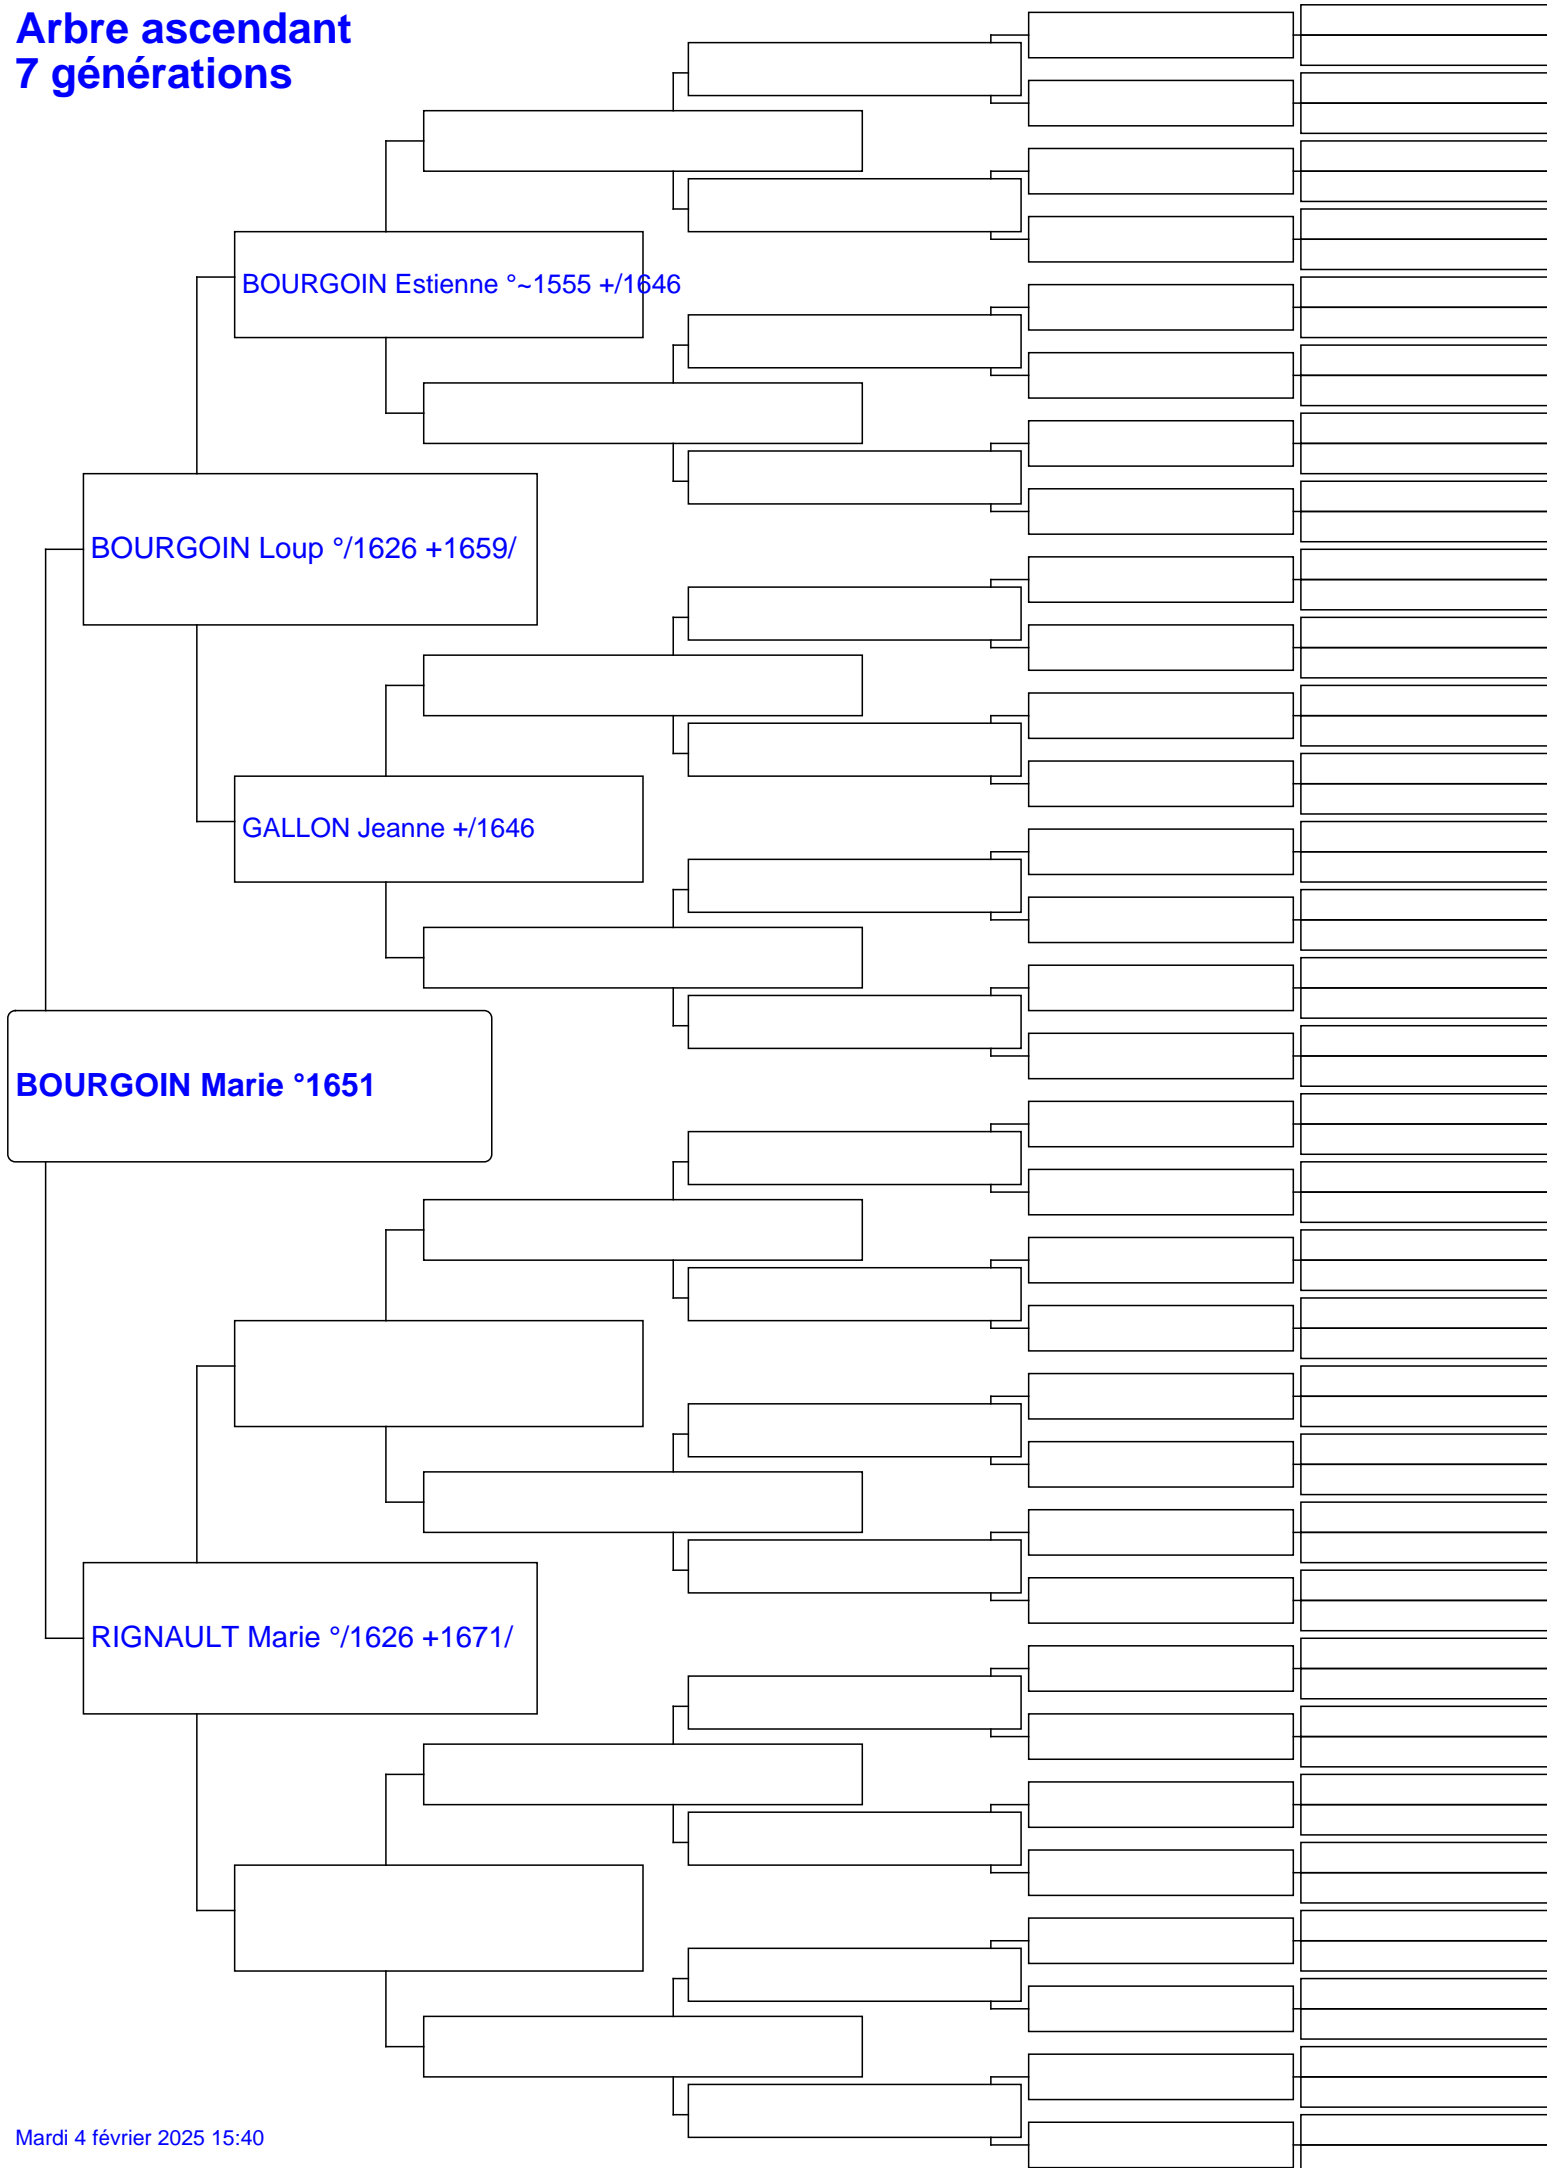 Arbre ascendant
7 générations
BOURGOIN Estienne °~1555 +/1646
BOURGOIN Loup °/1626 +1659/
GALLON Jeanne +/1646
BOURGOIN Marie °1651
RIGNAULT Marie °/1626 +1671/
Mardi 4 février 2025 15:40